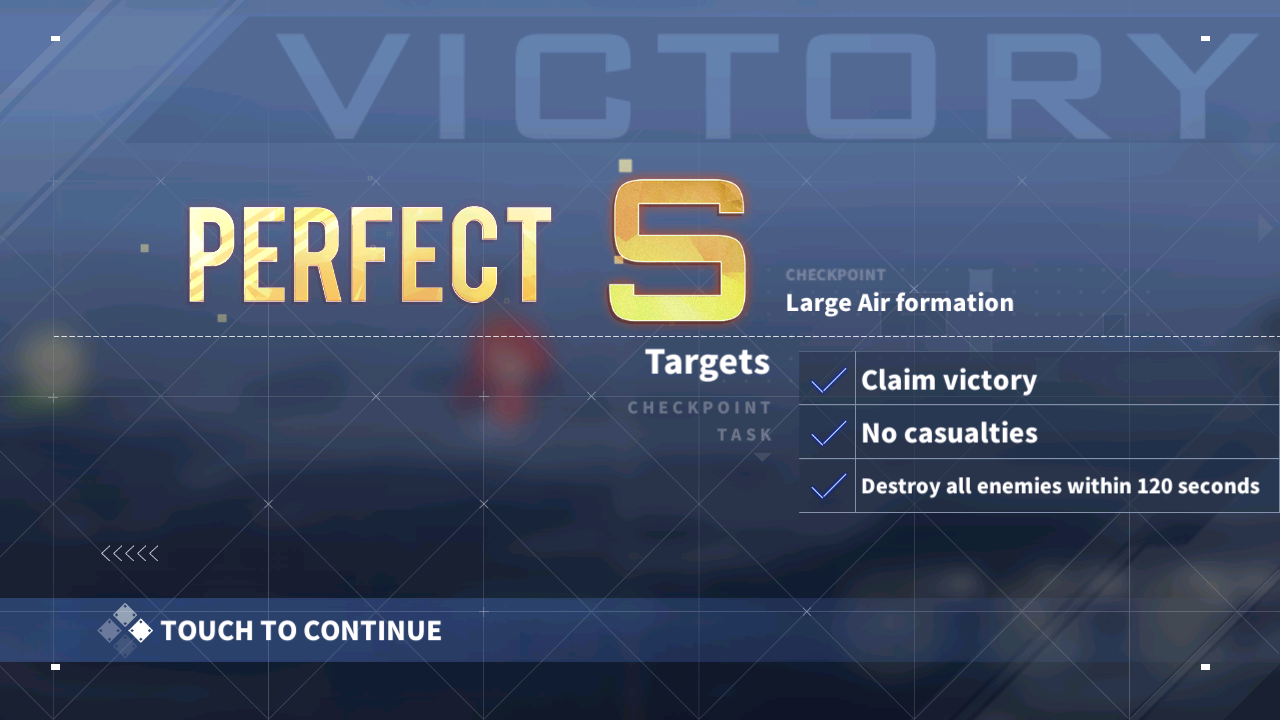 VICTORY
PERFECT S
CHECKPOINT
Large Air formation
Targets
CHECKPOINT
TASK
Claim victory
No casualties
Destroy all enemies within 120 seconds
TOUCH TO CONTINUE